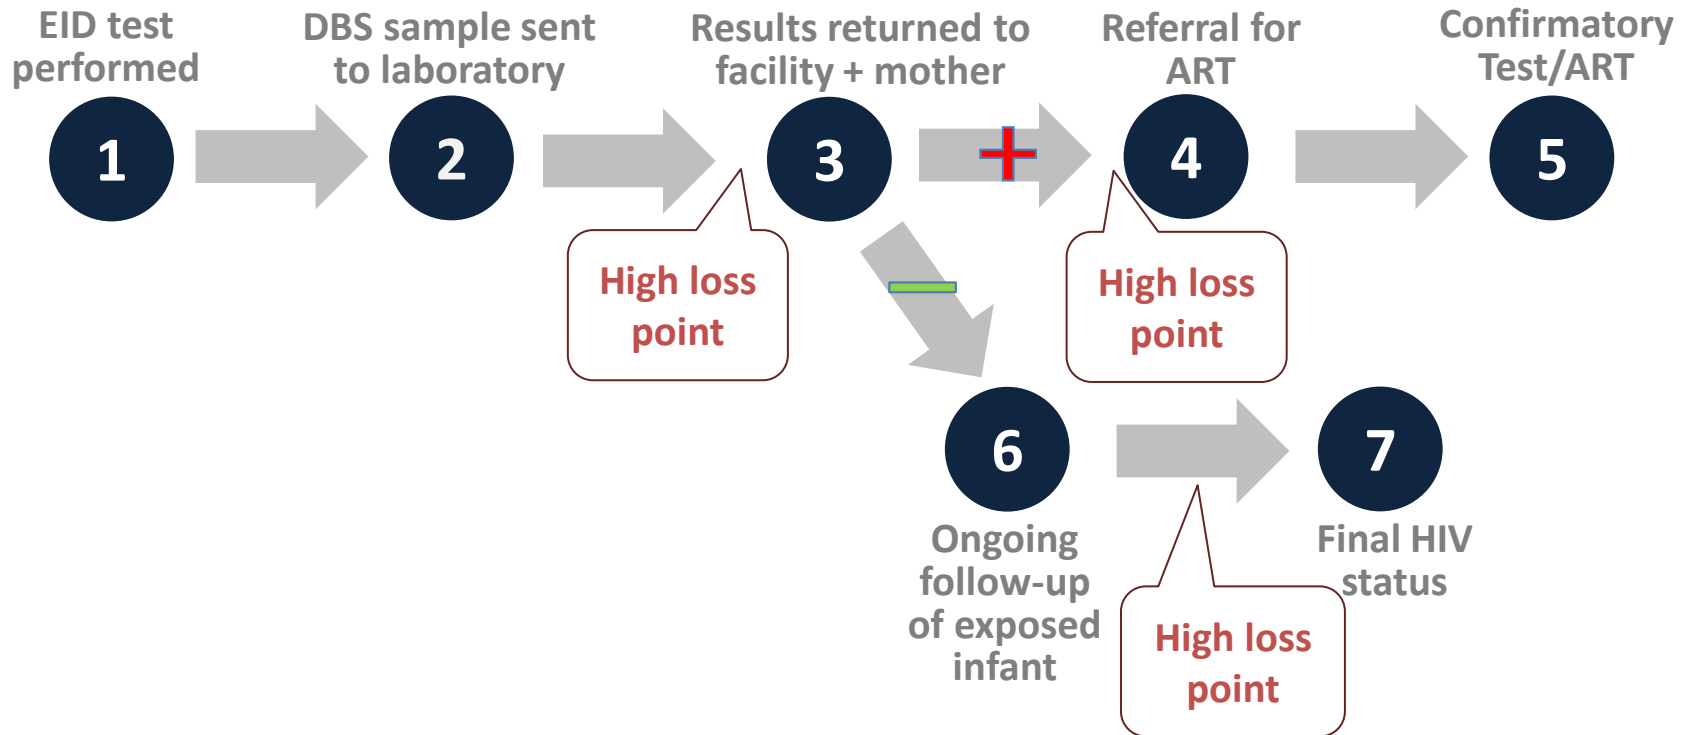 EID test
performed
DBS sample sent
to laboratory
Results returned to
facility + mother
Referral for
ART
Confirmatory
Test/ART
1
2
3
4
5
High loss
point
High loss
point
6
7
Ongoing
follow-up
of exposed
infant
Final HIV
status
High loss
point